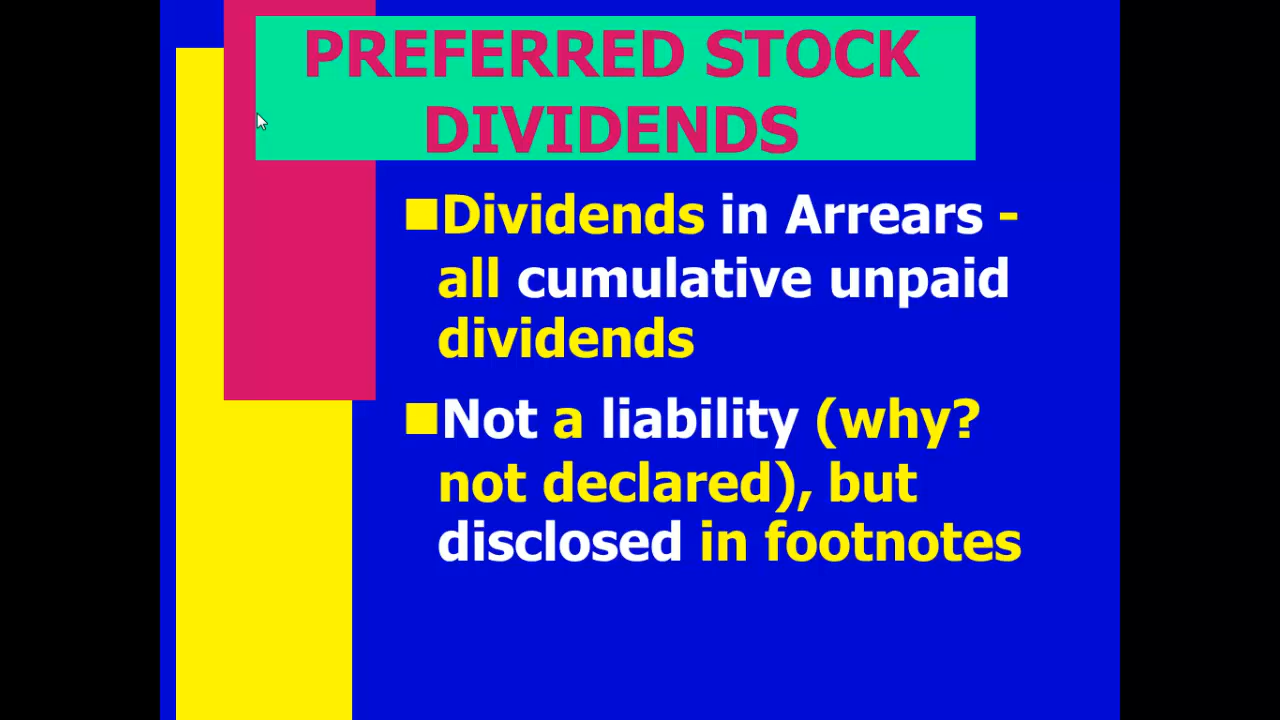 PREFERRED STOCK
DIVIDENDS
Dividends in Arrears -
all cumulative unpaid
dividends
Not a liability (why?
not declared), but
disclosed in footnotes